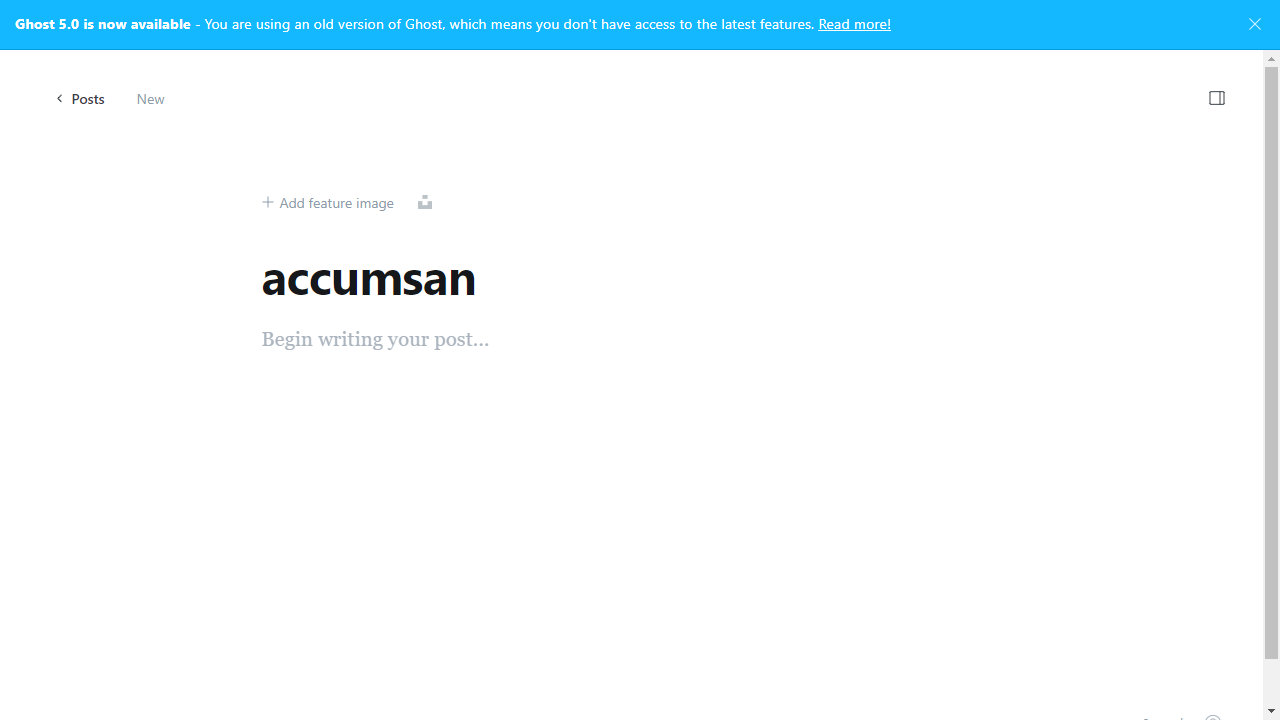 Ghost 5.0 is now available - You are using an old version of Ghost, which means you don't have access to the latest features. Read more!
Posts New
Add feature image
accumsan
Begin writing your post...